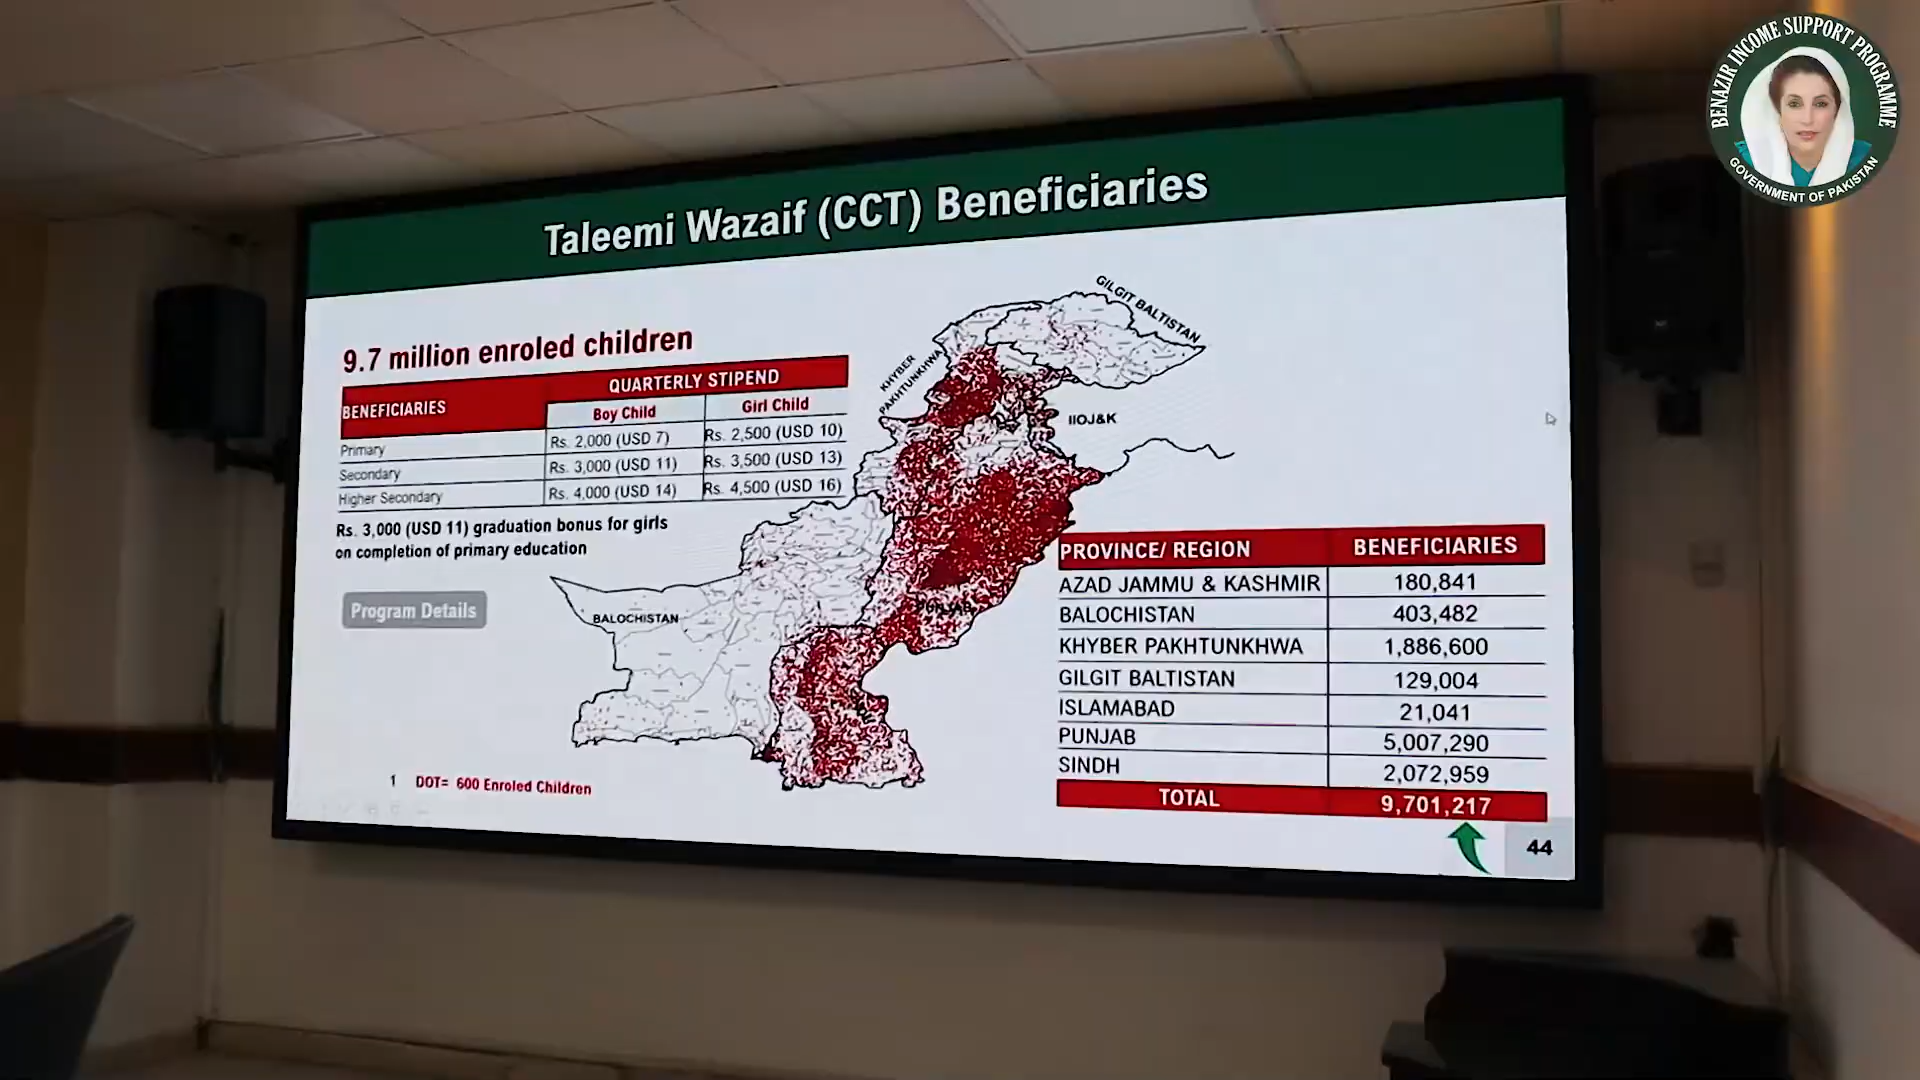 BENAZIR INCOME SUPPORT PROGRAMME
GOVERNMENT OF PAKISTAN
Taleemi Wazaif (CCT) Beneficiaries
9.7 million enroled children
BENEFICIARIES QUARTERLY STIPEND
Boy Child Girl Child
Primary Rs. 2,000 (USD 7) Rs. 2,500 (USD 10)
Secondary Rs. 3,000 (USD 11) Rs. 3,500 (USD 13)
Higher Secondary Rs. 4,000 (USD 14) Rs. 4,500 (USD 16)
Rs. 3,000 (USD 11) graduation bonus for girls
on completion of primary education
Program Details
GILGIT BALTISTAN
KHYBER
PAKHTUNKHWA
IIOJ&K
BALOCHISTAN
PUNJAB
1 DOT= 600 Enroled Children
PROVINCE/ REGION BENEFICIARIES
AZAD JAMMU & KASHMIR 180,841
BALOCHISTAN 403,482
KHYBER PAKHTUNKHWA 1,886,600
GILGIT BALTISTAN 129,004
ISLAMABAD 21,041
PUNJAB 5,007,290
SINDH 2,072,959
TOTAL 9,701,217
44